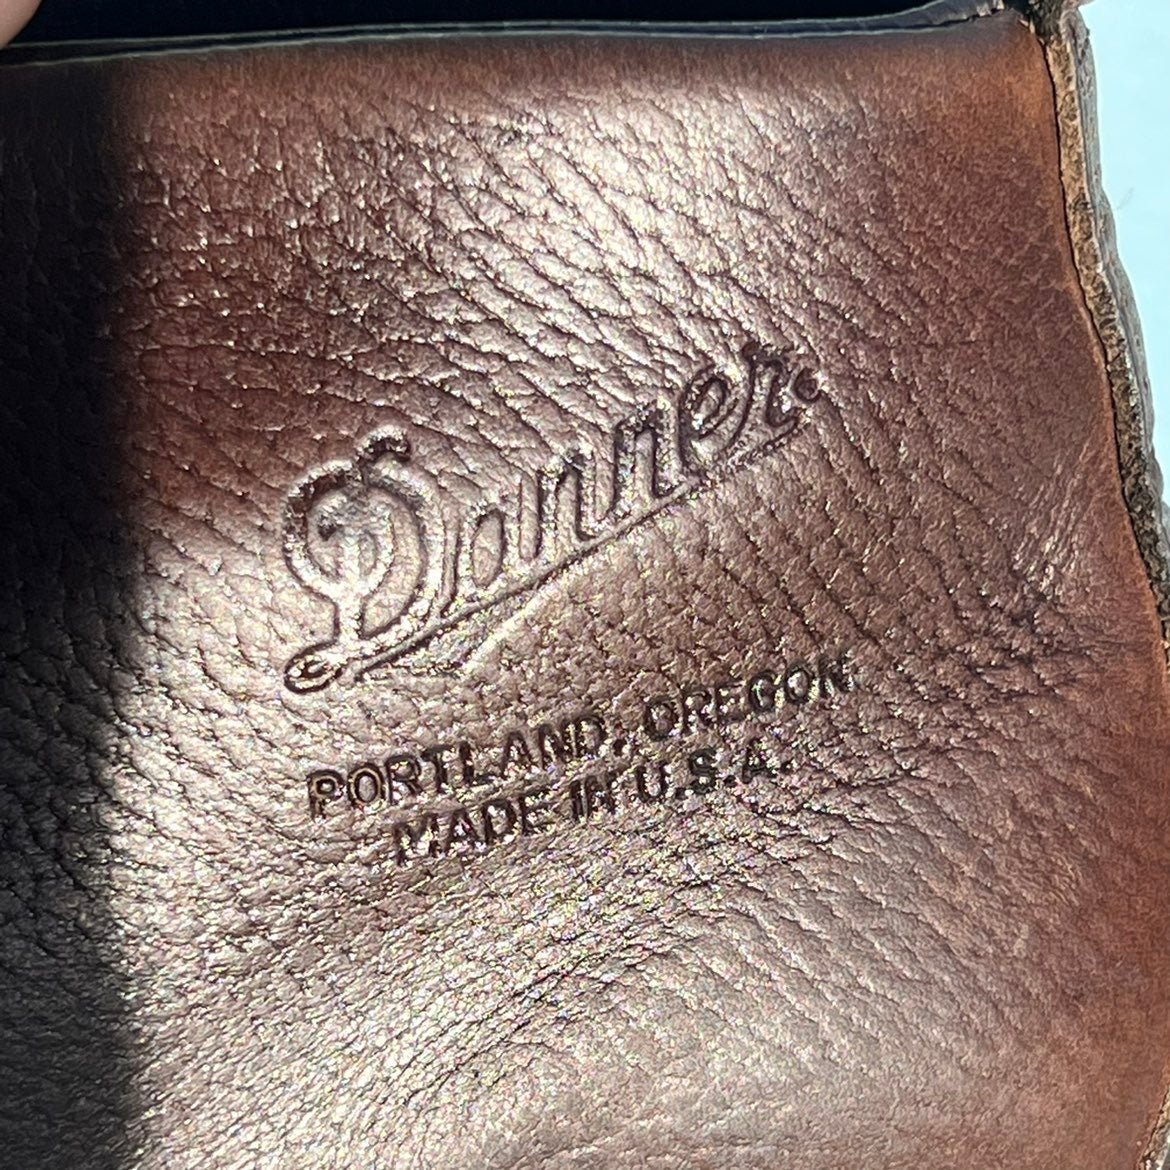 Danner.
PORTLAND, OREGON
MADE IN U.S.A.